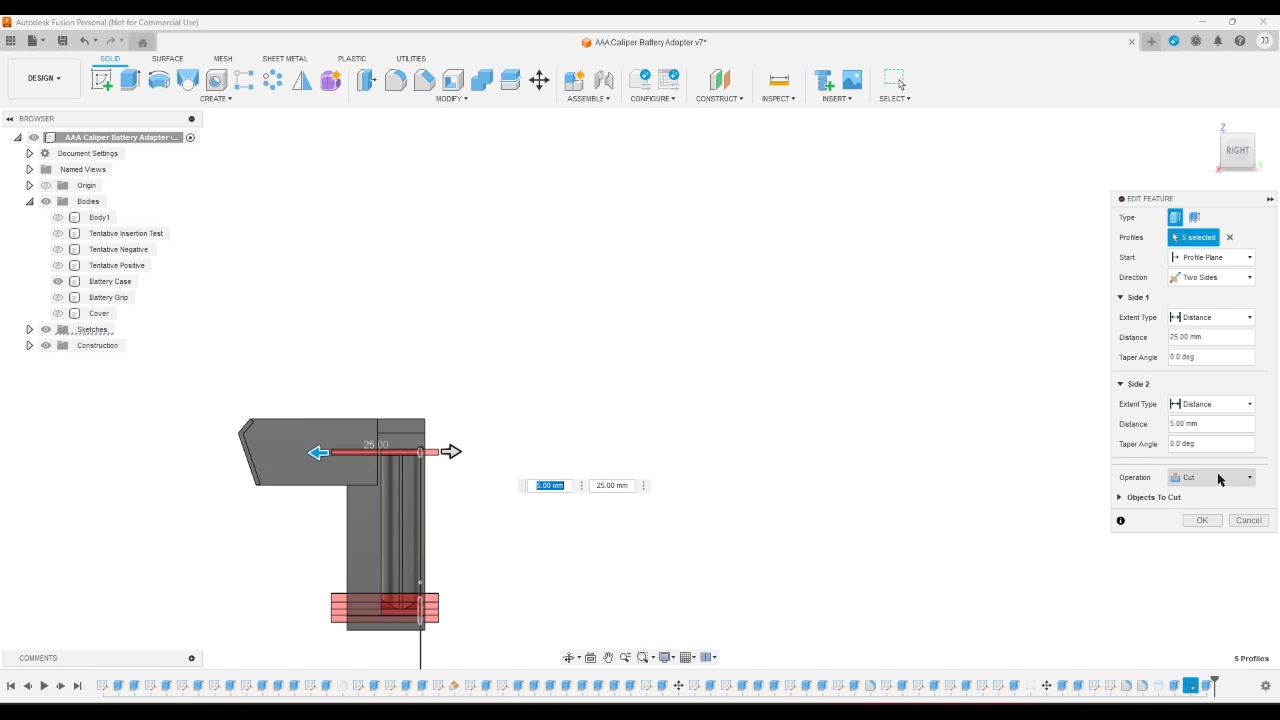 Autodesk Fusion Personal (Not for Commercial Use)
AAA Caliper Battery Adapter v7*
JJ
DESIGN
SOLID SURFACE MESH SHEET METAL PLASTIC UTILITIES
CREATE MODIFY ASSEMBLE CONFIGURE CONSTRUCT INSPECT INSERT SELECT
BROWSER
AAA Caliper Battery Adapter ...
Document Settings
Named Views
Origin
Bodies
Body1
Tentative Insertion Test
Tentative Negative
Tentative Positive
Battery Case
Battery Grip
Cover
Sketches
Construction
Z
RIGHT
X
Y
EDIT FEATURE
Type
Profiles 5 selected
Start Profile Plane
Direction Two Sides
Side 1
Extent Type Distance
Distance 25.00 mm
Taper Angle 0.0 deg
Side 2
Extent Type Distance
Distance 5.00 mm
Taper Angle 0.0 deg
Operation Cut
Objects To Cut
OK Cancel
25.00
5.00 mm 25.00 mm
COMMENTS
5 Profiles